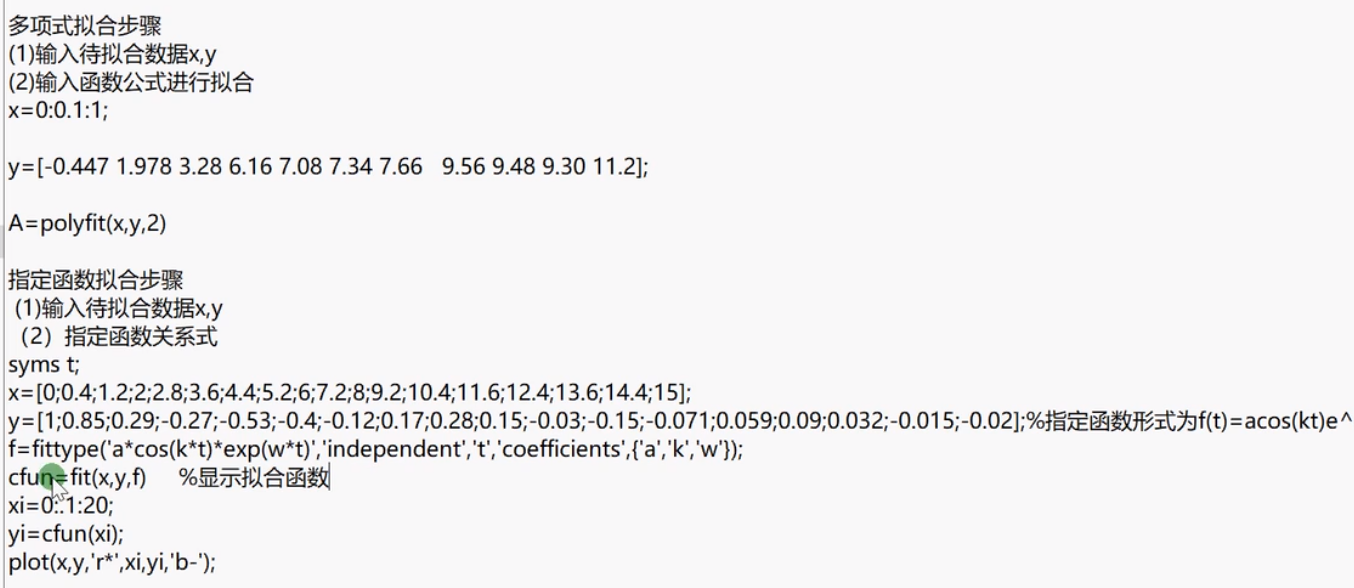 多项式拟合步骤
(1)输入待拟合数据x,y
(2)输入函数公式进行拟合
x=0:0.1:1;
y=[-0.447 1.978 3.28 6.16 7.08 7.34 7.66 9.56 9.48 9.30 11.2];
A=polyfit(x,y,2)
指定函数拟合步骤
(1)输入待拟合数据x,y
（2）指定函数关系式
syms t;
x=[0;0.4;1.2;2;2.8;3.6;4.4;5.2;6;7.2;8;9.2;10.4;11.6;12.4;13.6;14.4;15];
y=[1;0.85;0.29;-0.27;-0.53;-0.4;-0.12;0.17;0.28;0.15;-0.03;-0.15;-0.071;0.059;0.09;0.032;-0.015;-0.02];%指定函数形式为f(t)=acos(kt)e^
f=fittype('a*cos(k*t)*exp(w*t)','independent','t','coefficients',{'a','k','w'});
cfun=fit(x,y,f) %显示拟合函数
xi=0:.1:20;
yi=cfun(xi);
plot(x,y,'r*',xi,yi,'b-');